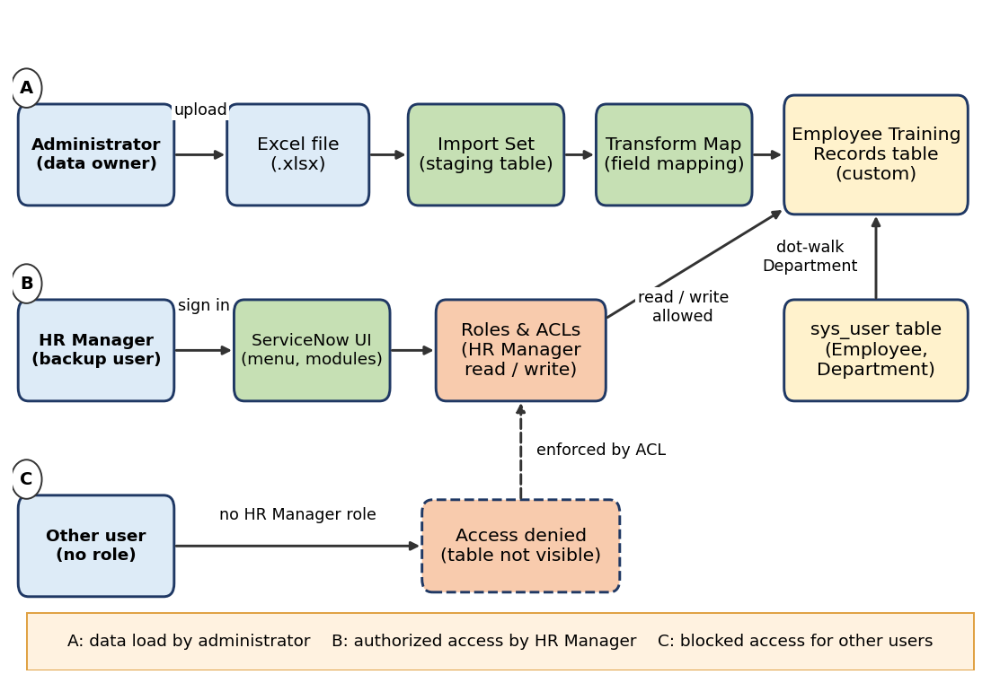 A
Administrator
(data owner)
upload
Excel file
(.xlsx)
Import Set
(staging table)
Transform Map
(field mapping)
Employee Training
Records table
(custom)
dot-walk
Department
B
HR Manager
(backup user)
sign in
ServiceNow UI
(menu, modules)
Roles & ACLs
(HR Manager
read / write)
read / write
allowed
sys_user table
(Employee,
Department)
enforced by ACL
C
Other user
(no role)
no HR Manager role
Access denied
(table not visible)
A: data load by administrator    B: authorized access by HR Manager    C: blocked access for other users